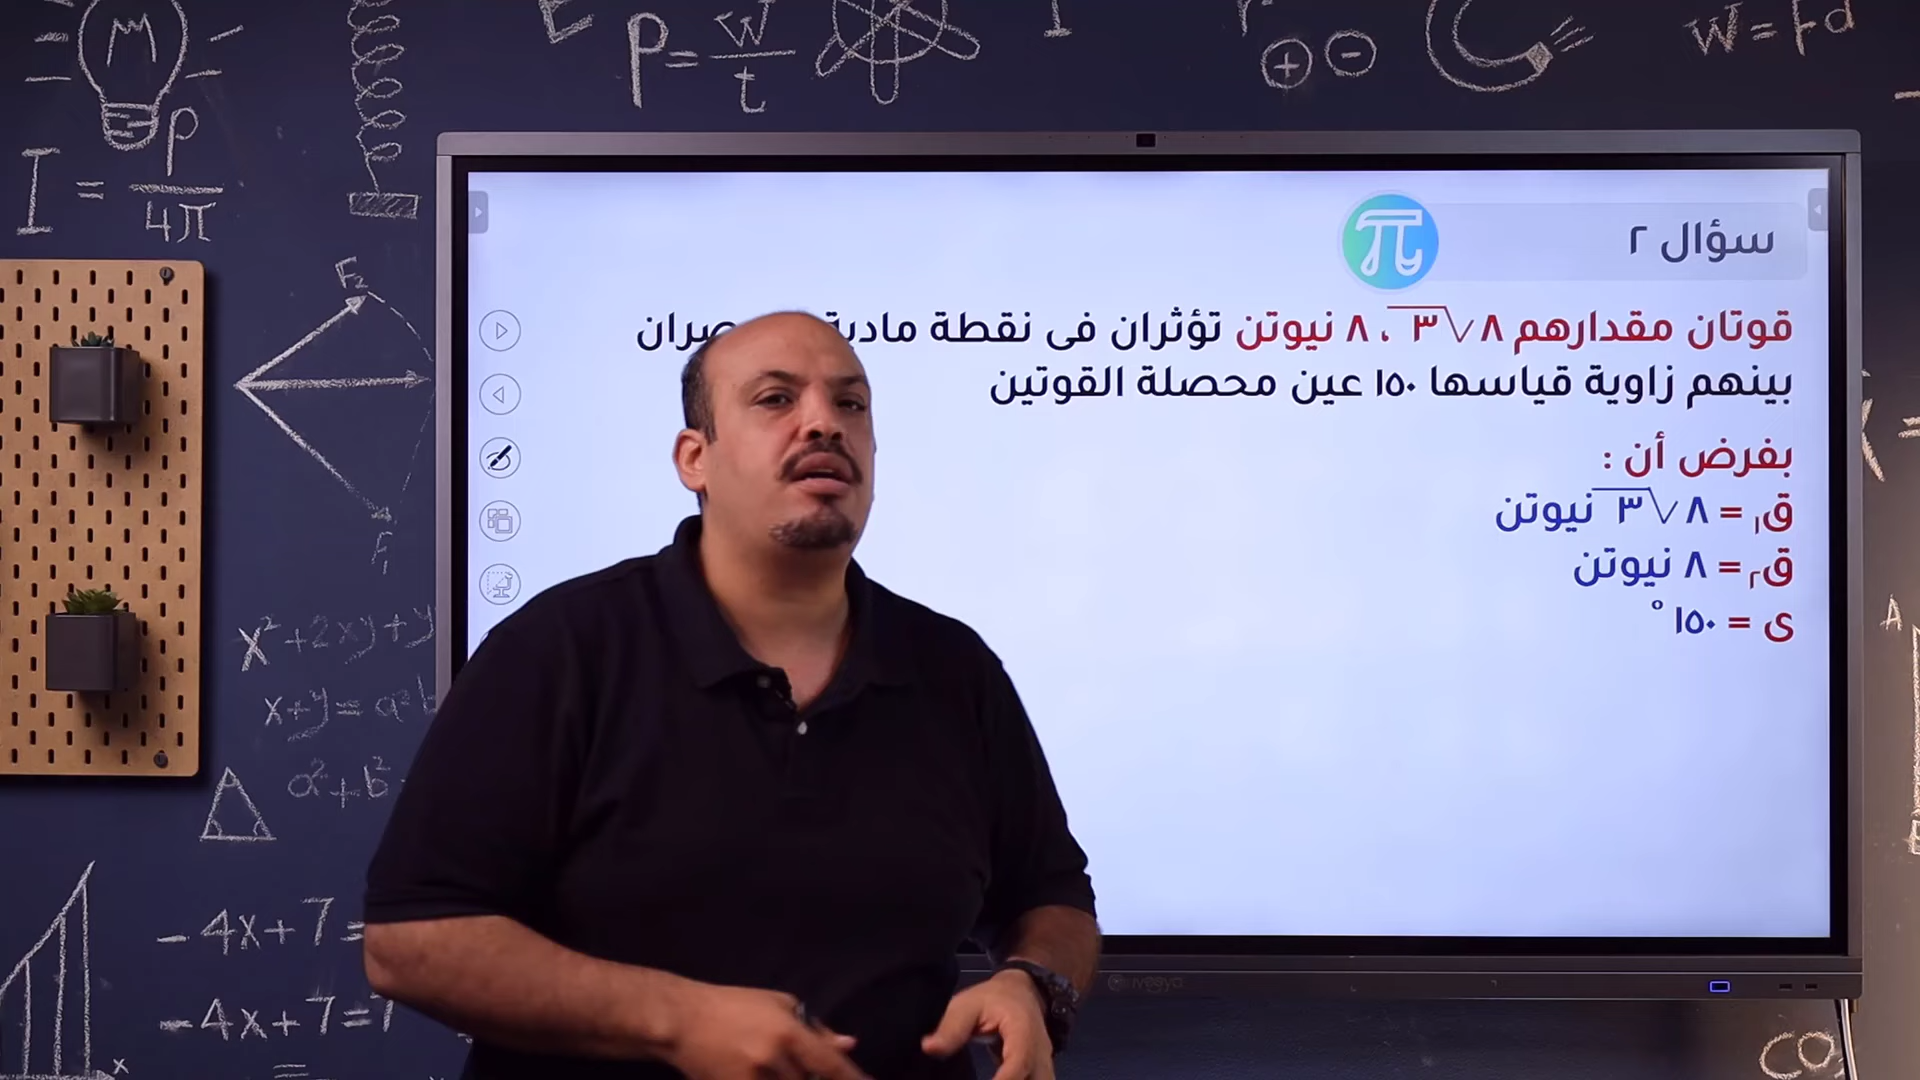 E
P = W/t
I
r
+ -
W = Fd
M
P
I = P/4π
F₂
F₁
سؤال ٢
π
قوتان مقدارهم ٨√٣ ، ٨ نيوتن تؤثران فى نقطة
بينهم زاوية قياسها ١٥٠ عين محصلة القوتين
بفرض أن :
ق١ = ٨√٣ نيوتن
ق٢ = ٨ نيوتن
ى = ١٥٠°
x² + 2xy + y
x + y = a² b
a² + b²
-4x + 7 =
-4x + 7 = 7
=
x
A